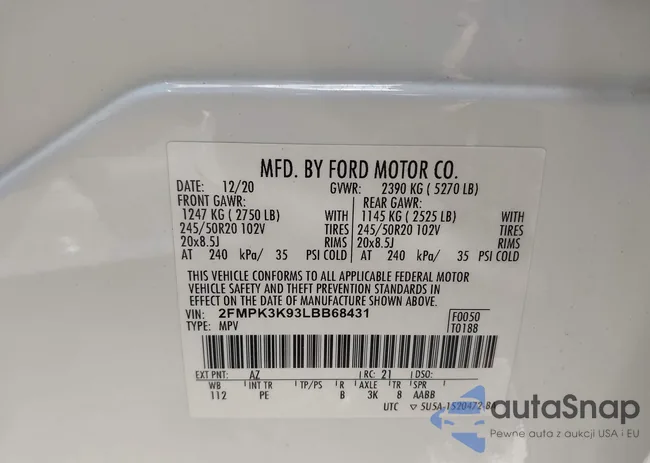 MFD. BY FORD MOTOR CO.
DATE: 12/20 GVWR: 2390 KG ( 5270 LB)
FRONT GAWR: REAR GAWR:
1247 KG ( 2750 LB) WITH 1145 KG ( 2525 LB) WITH
245/50R20 102V TIRES 245/50R20 102V TIRES
20x8.5J RIMS 20x8.5J RIMS
AT 240 kPa/ 35 PSI COLD AT 240 kPa/ 35 PSI COLD
THIS VEHICLE CONFORMS TO ALL APPLICABLE FEDERAL MOTOR
VEHICLE SAFETY AND THEFT PREVENTION STANDARDS IN
EFFECT ON THE DATE OF MANUFACTURE SHOWN ABOVE.
VIN: 2FMPK3K93LBB68431 F0050
TYPE: MPV T0188
EXT PNT: AZ RC: 21 DSO:
WB INT TR TP/PS R AXLE TR SPR
112 PE B 3K 8 AABB
UTC SUSA-1520472-BA
autaSnap
Pewne auta z aukcji USA i EU